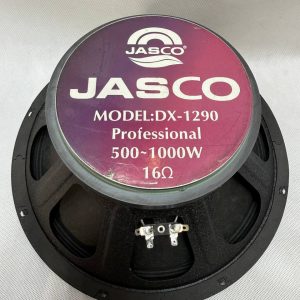 JASCO
JASCO
MODEL:DX-1290
Professional
500~1000W
16Ω